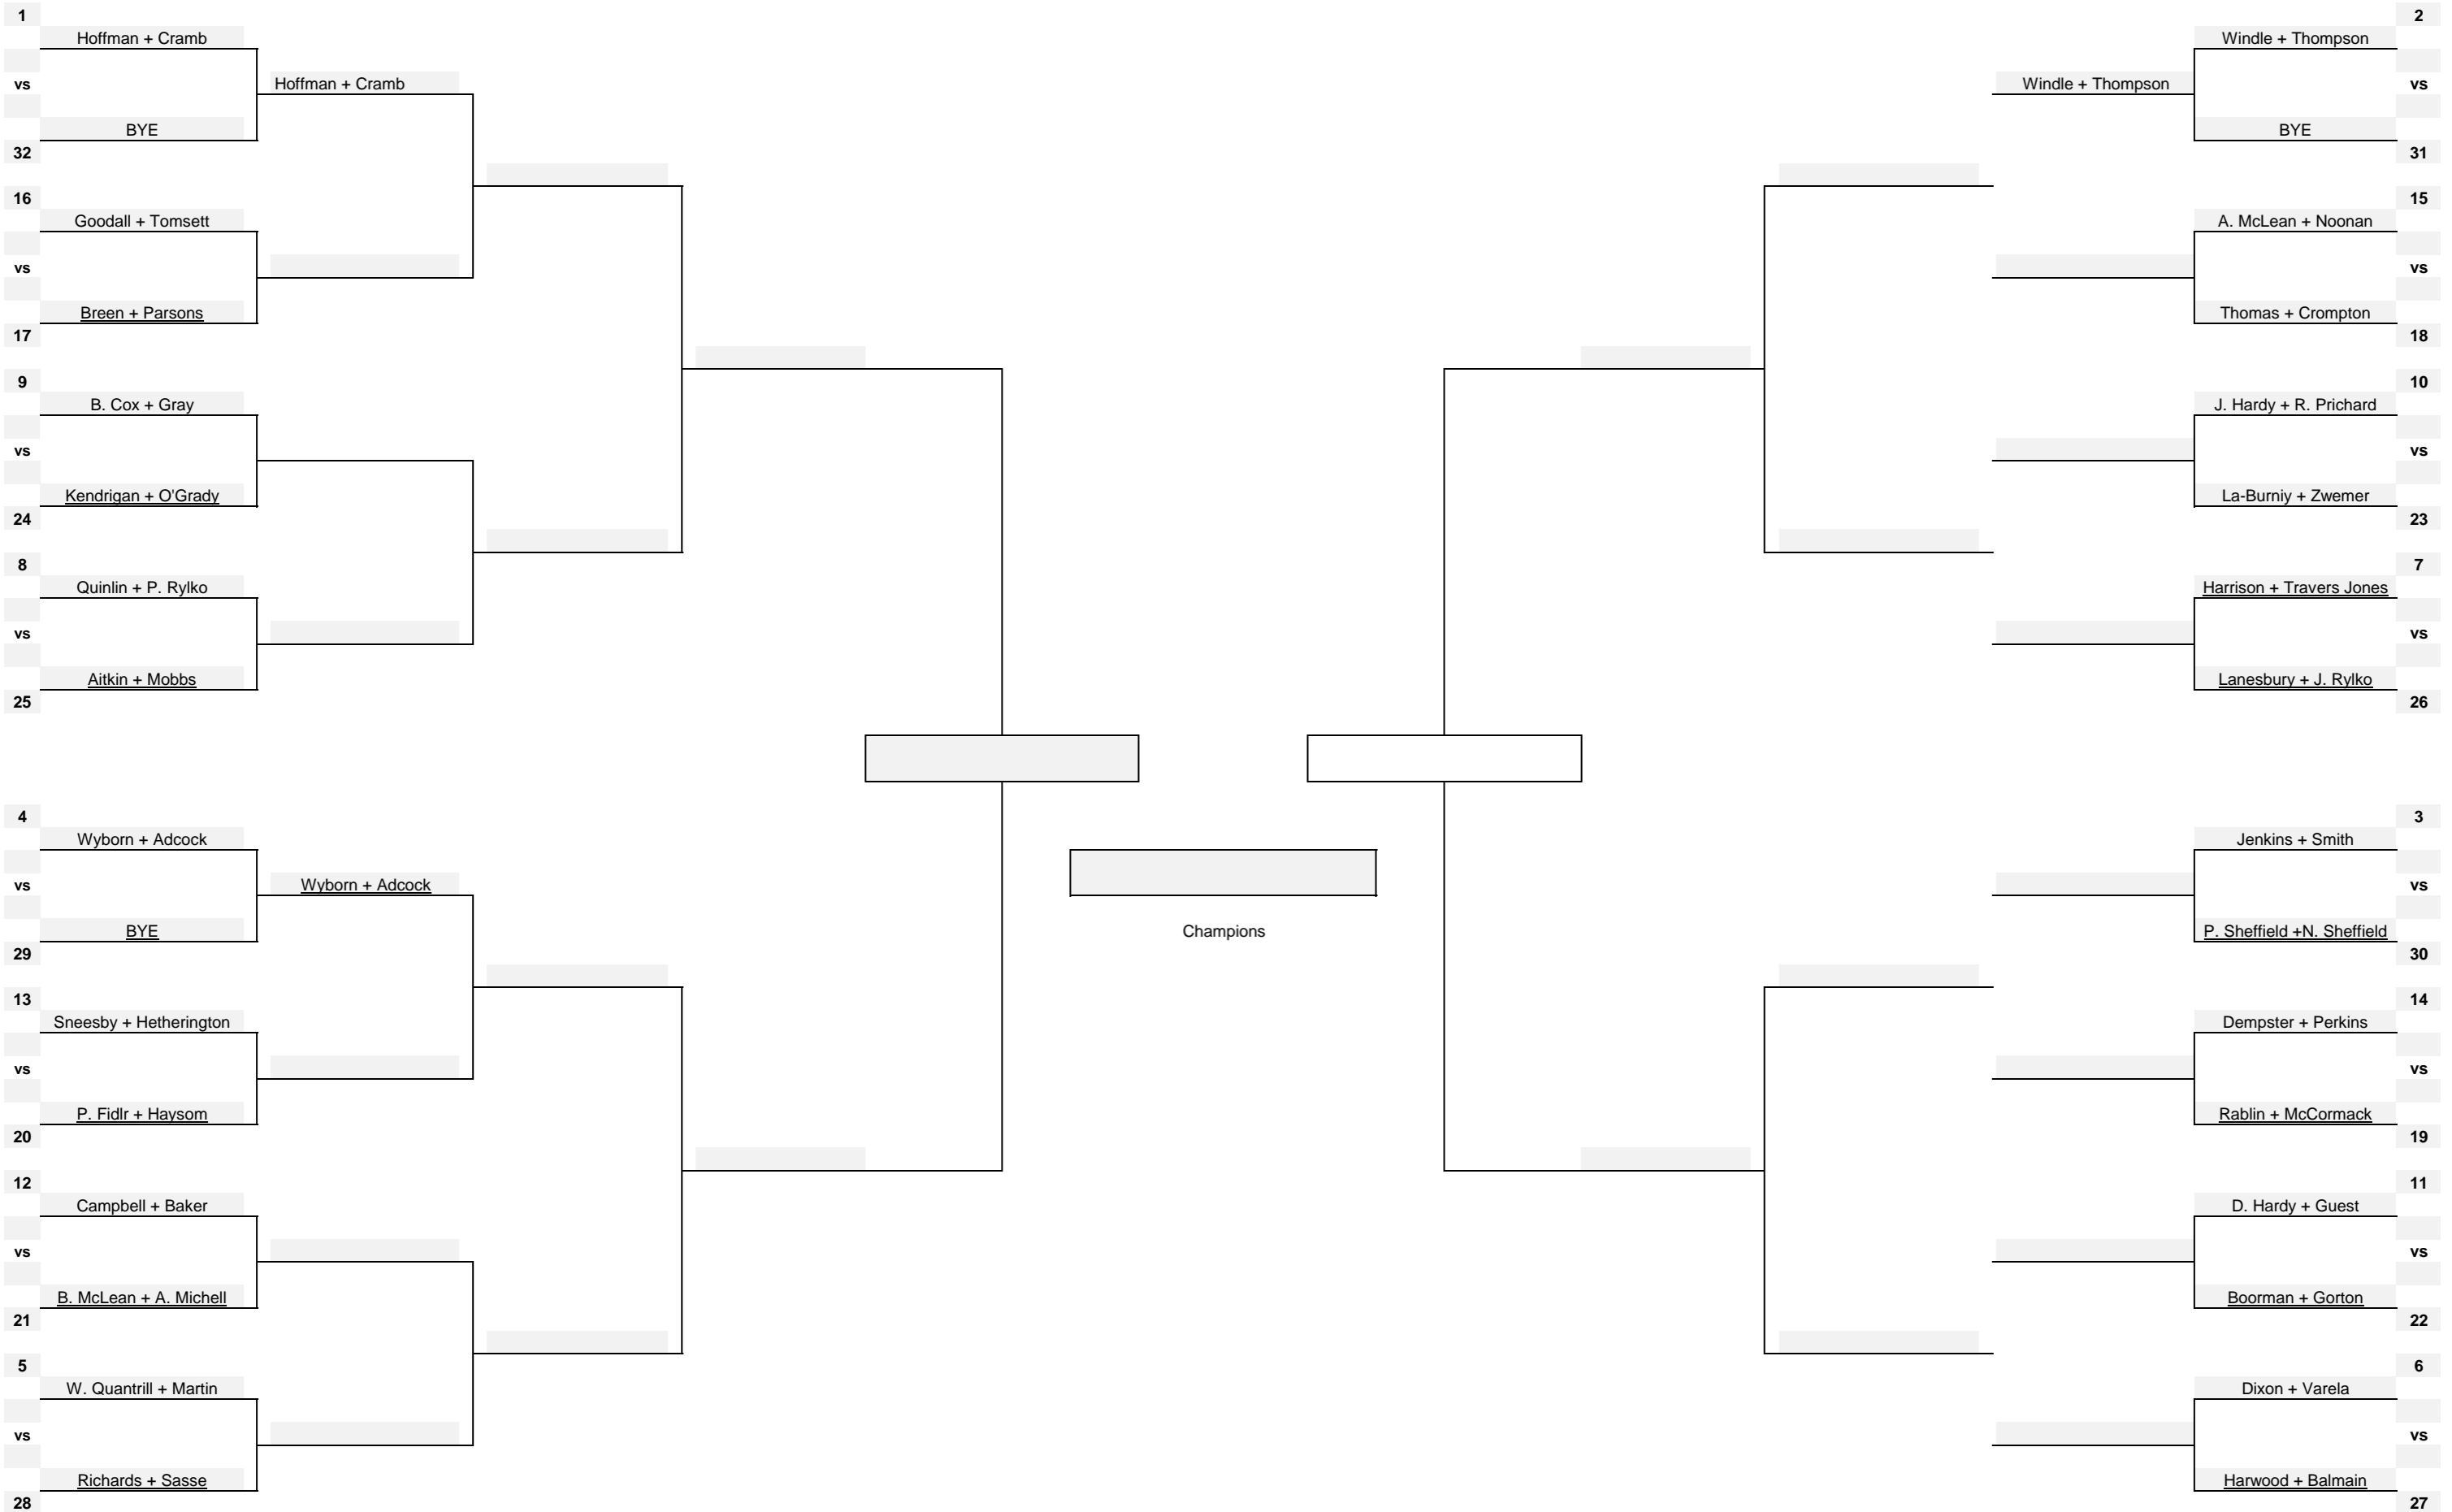 1
Hoffman + Cramb
vs
Hoffman + Cramb
BYE
32
16
Goodall + Tomsett
vs
Breen + Parsons
17
9
B. Cox + Gray
vs
Kendrigan + O'Grady
24
8
Quinlin + P. Rylko
vs
Aitkin + Mobbs
25
4
Wyborn + Adcock
vs
Wyborn + Adcock
BYE
29
13
Sneesby + Hetherington
vs
P. Fidlr + Haysom
20
12
Campbell + Baker
vs
B. McLean + A. Michell
21
5
W. Quantrill + Martin
vs
Richards + Sasse
28
Champions
2
Windle + Thompson
Windle + Thompson
vs
BYE
31
15
A. McLean + Noonan
vs
Thomas + Crompton
18
10
J. Hardy + R. Prichard
vs
La-Burniy + Zwemer
23
7
Harrison + Travers Jones
vs
Lanesbury + J. Rylko
26
3
Jenkins + Smith
vs
P. Sheffield +N. Sheffield
30
14
Dempster + Perkins
vs
Rablin + McCormack
19
11
D. Hardy + Guest
vs
Boorman + Gorton
22
6
Dixon + Varela
vs
Harwood + Balmain
27